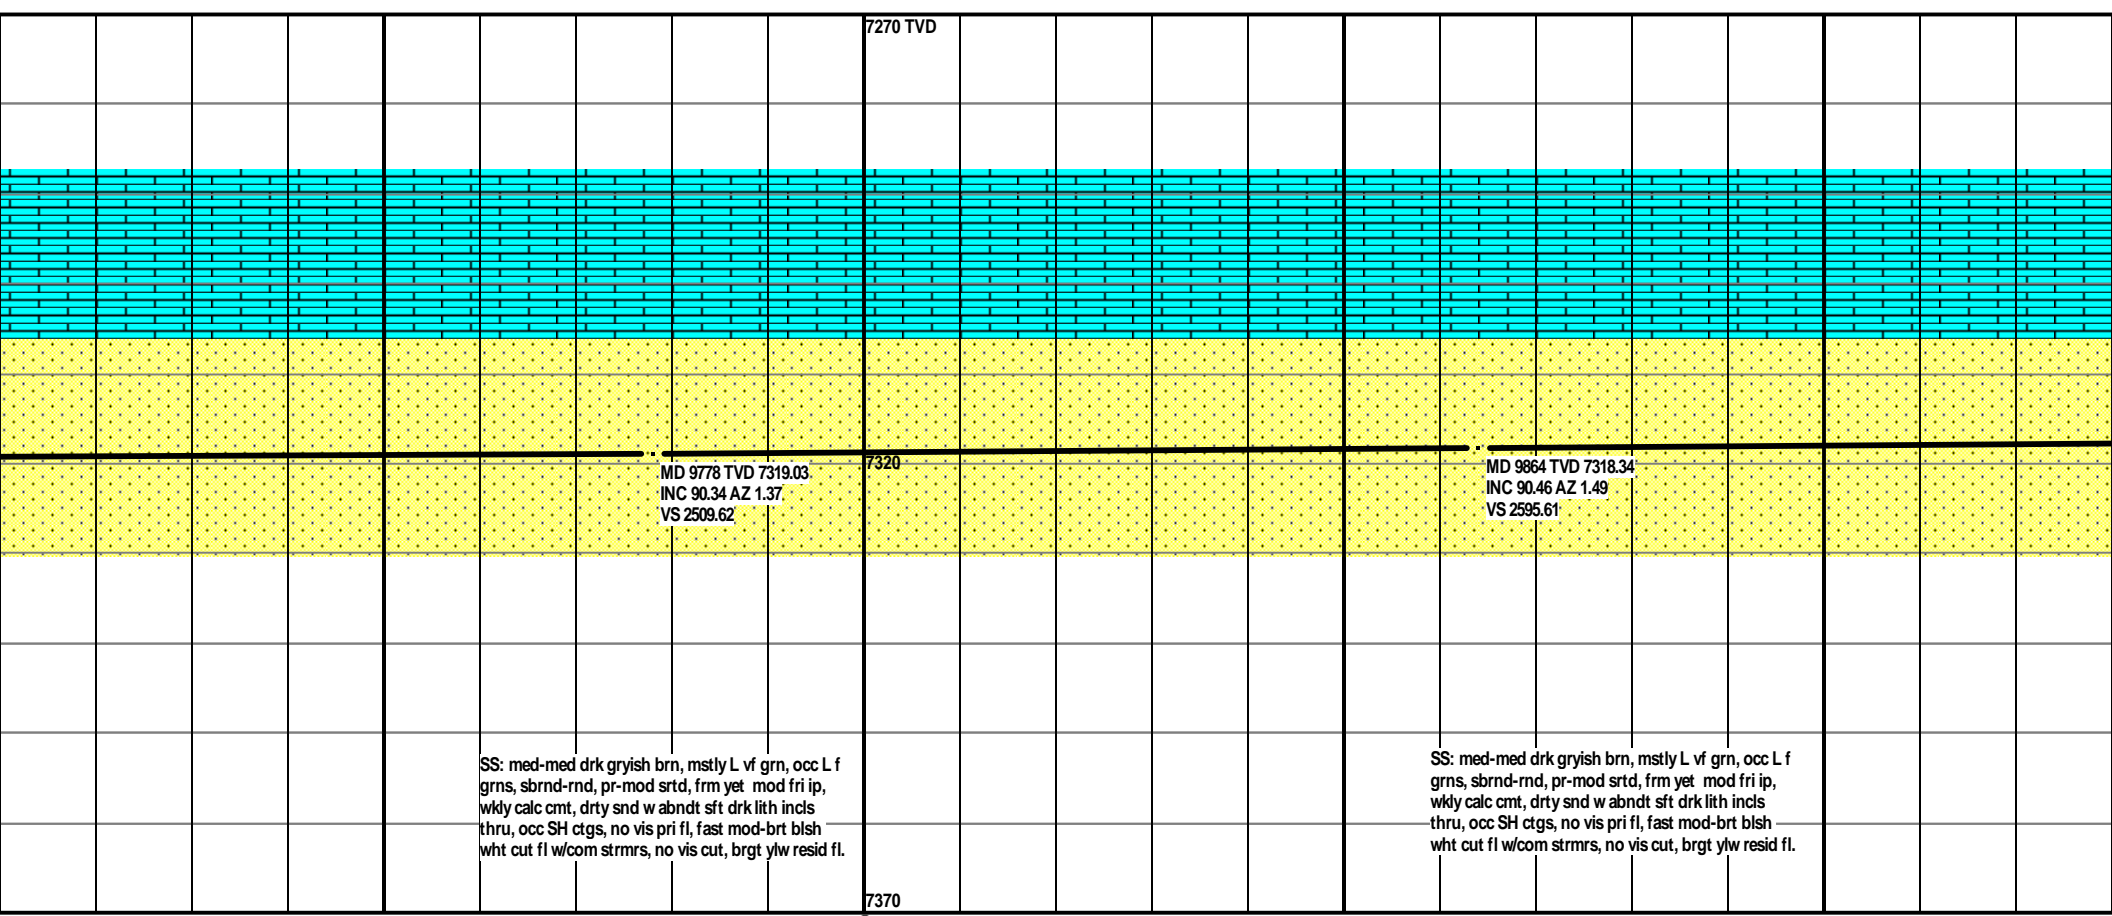 7270 TVD
7320
MD 9778 TVD 7319.03
INC 90.34 AZ 1.37
VS 2509.62
MD 9864 TVD 7318.34
INC 90.46 AZ 1.49
VS 2595.61
SS: med-med drk gryish brn, mstly L vf grn, occ L f
grns, sbrnd-rnd, pr-mod srtd, frm yet mod fri ip,
wkly calc cmt, drty snd w abndt sft drk lith incls
thru, occ SH ctgs, no vis pri fl, fast mod-brt blsh
wht cut fl w/com strmrs, no vis cut, brgt ylw resid fl.
SS: med-med drk gryish brn, mstly L vf grn, occ L f
grns, sbrnd-rnd, pr-mod srtd, frm yet mod fri ip,
wkly calc cmt, drty snd w abndt sft drk lith incls
thru, occ SH ctgs, no vis pri fl, fast mod-brt blsh
wht cut fl w/com strmrs, no vis cut, brgt ylw resid fl.
7370